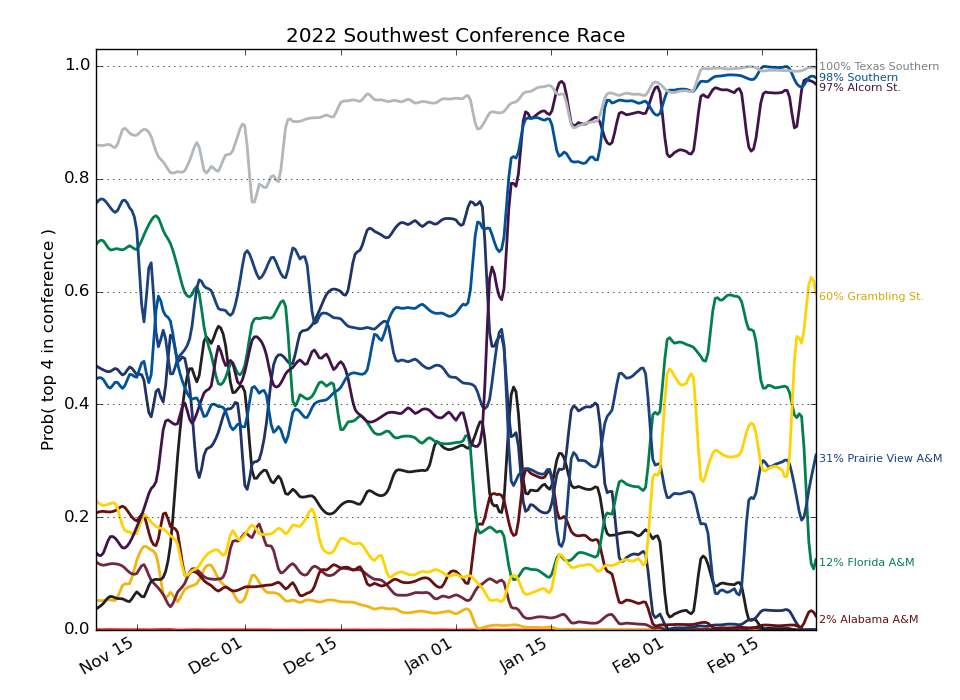 2022 Southwest Conference Race
Prob( top 4 in conference )
1.0
0.8
0.6
0.4
0.2
0.0
Nov 15
Dec 01
Dec 15
Jan 01
Jan 15
Feb 01
Feb 15
100% Texas Southern
98% Southern
97% Alcorn St.
60% Grambling St.
31% Prairie View A&M
12% Florida A&M
2% Alabama A&M